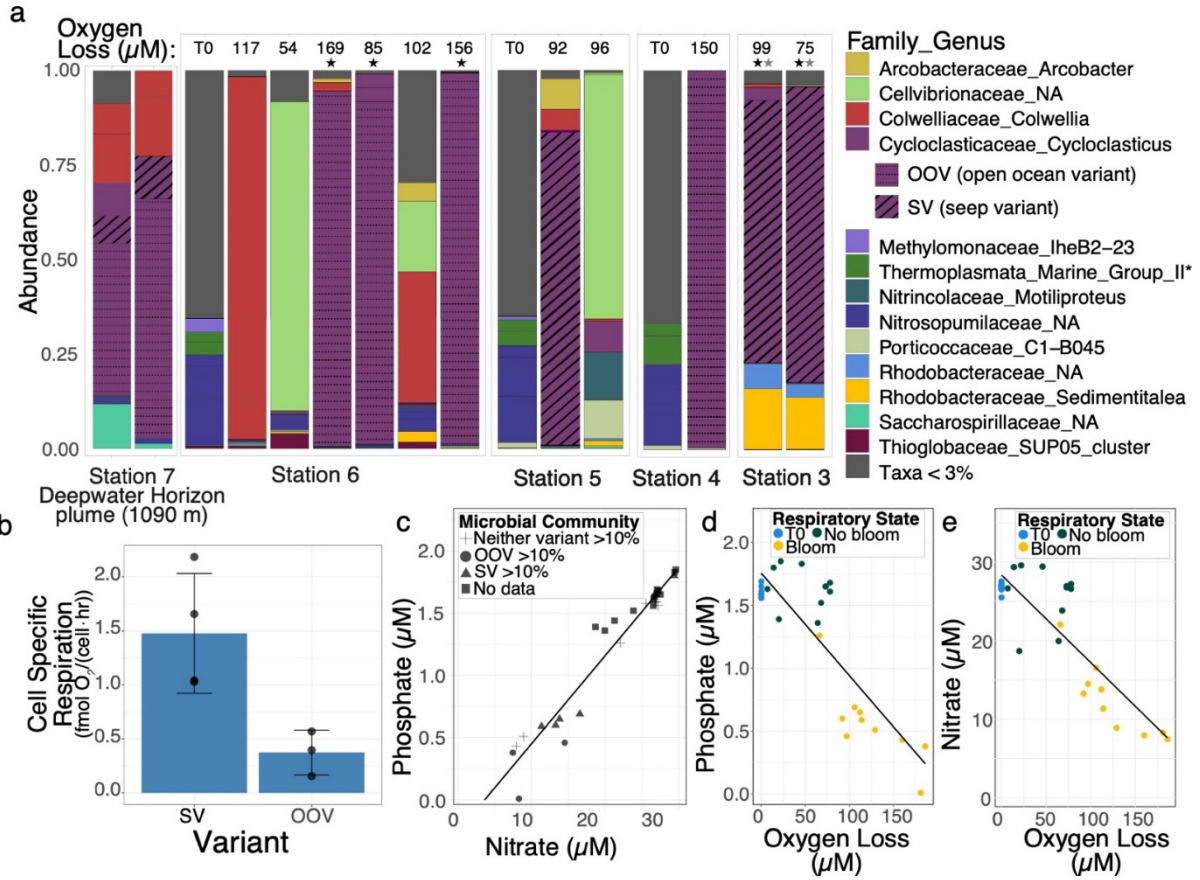 a
Oxygen
Loss (µM):
T0 117 54 169 85 102 156 T0 92 96 T0 150 99 75
★ ★ ★ ★★ ★★
1.00
0.75
0.50
0.25
0.00
Abundance
Station 7
Deepwater Horizon
plume (1090 m)
Station 6
Station 5
Station 4
Station 3
Family_Genus
Arcobacteraceae_Arcobacter
Cellvibrionaceae_NA
Colwelliaceae_Colwellia
Cycloclasticaceae_Cycloclasticus
OOV (open ocean variant)
SV (seep variant)
Methylomonaceae_IheB2−23
Thermoplasmata_Marine_Group_II*
Nitrincolaceae_Motiliproteus
Nitrosopumilaceae_NA
Porticoccaceae_C1−B045
Rhodobacteraceae_NA
Rhodobacteraceae_Sedimentitalea
Saccharospirillaceae_NA
Thioglobaceae_SUP05_cluster
Taxa < 3%
b
Cell Specific
Respiration
(fmol O₂/(cell·hr))
2.0
1.5
1.0
0.5
0.0
SV OOV
Variant
c
Microbial Community
Neither variant >10%
OOV >10%
SV >10%
No data
Phosphate (µM)
2.0
1.5
1.0
0.5
0.0
0 10 20 30
Nitrate (µM)
d
Respiratory State
T0 No bloom
Bloom
Phosphate (µM)
2.0
1.5
1.0
0.5
0.0
0 50 100 150
Oxygen Loss
(µM)
e
Respiratory State
T0 No bloom
Bloom
Nitrate (µM)
30
20
10
0
0 50 100 150
Oxygen Loss
(µM)